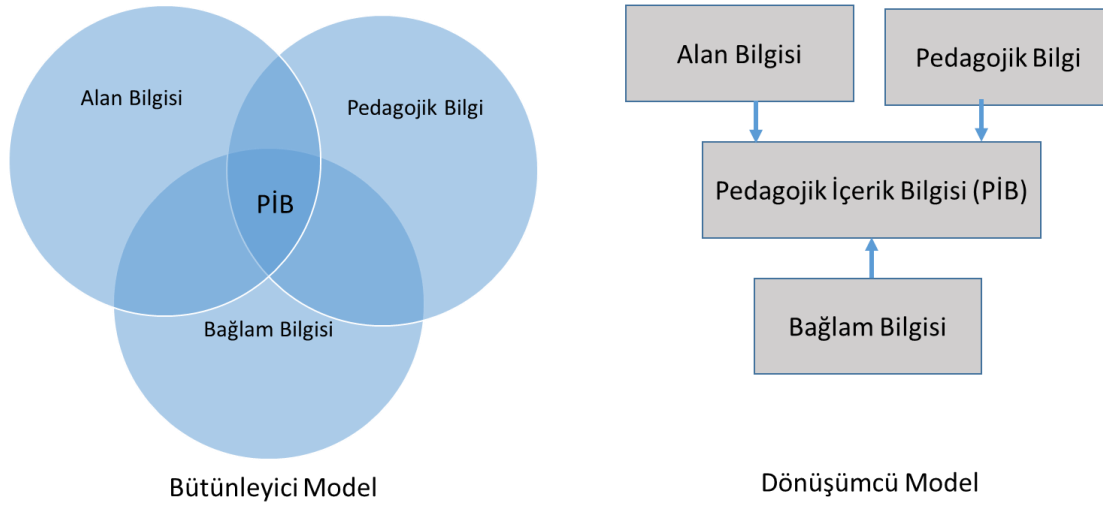 Alan Bilgisi
Pedagojik Bilgi
PİB
Bağlam Bilgisi
Bütünleyici Model
Alan Bilgisi
Pedagojik Bilgi
Pedagojik İçerik Bilgisi (PİB)
Bağlam Bilgisi
Dönüşümcü Model